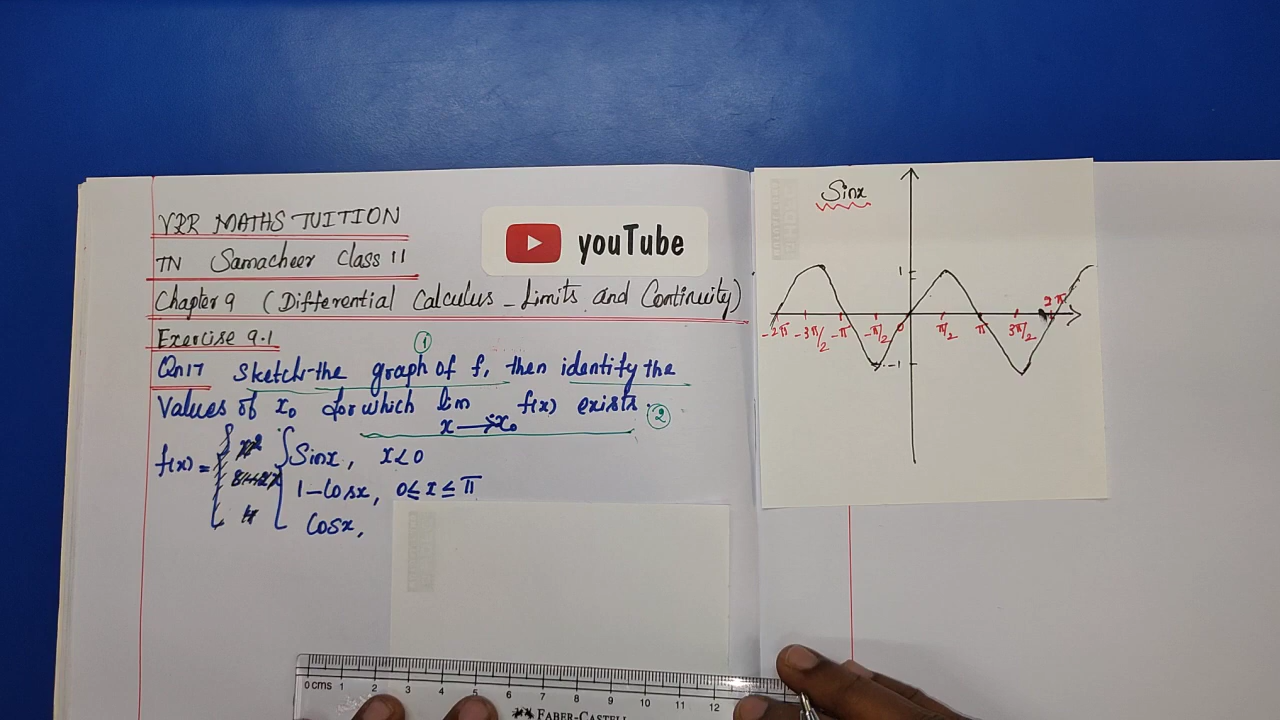 V2R MATHS TUITION
TN Samacheer Class 11
Chapter 9 (Differential Calculus - Limits and Continuity)
Exercise 9.1
①
Qn17 Sketch the graph of f, then identify the
Values of x₀ for which lim f(x) exists. ②
x→x₀
f(x) = { Sinx, x<0
1-Cosx, 0≤x≤π
Cosx,
youTube
Sinx
1
-2π -3π/2 -π -π/2 0 π/2 π 3π/2 2π
-1
0 cms 1 2 3 4 5 6 7 8 9 10 11 12
FABER-CASTELL